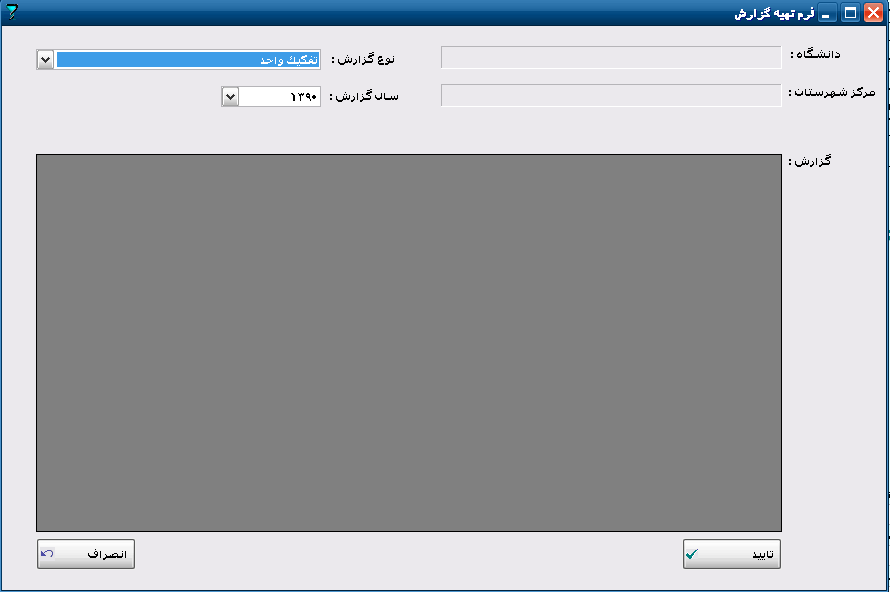 فرم تهیه گزارش
دانشگاه :
نوع گزارش : تفکیک واحد
مرکز شهرستان :
سال گزارش : ۱۳۹۰
گزارش :
تایید
انصراف